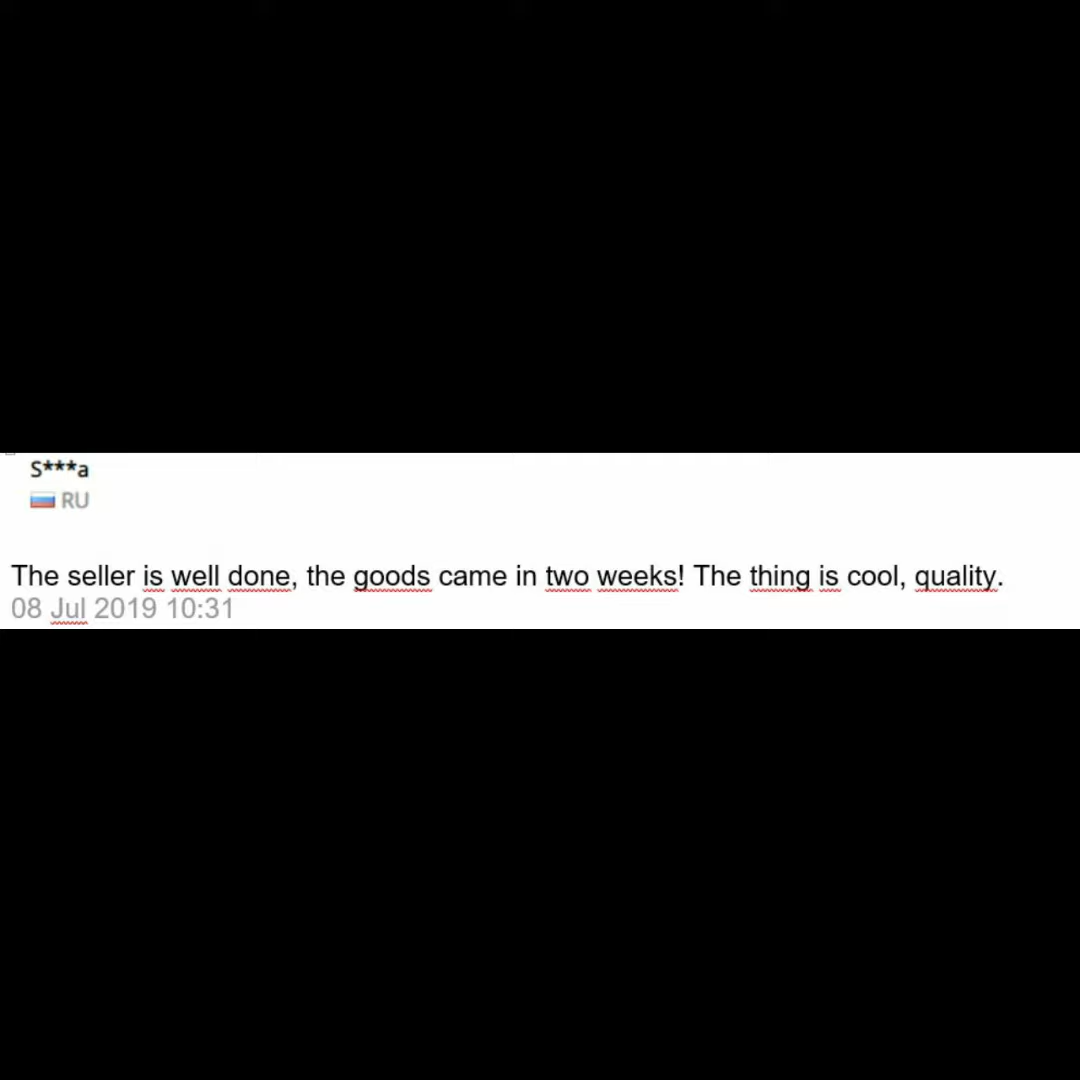 S***a
RU
The seller is well done, the goods came in two weeks! The thing is cool, quality.
08 Jul 2019 10:31